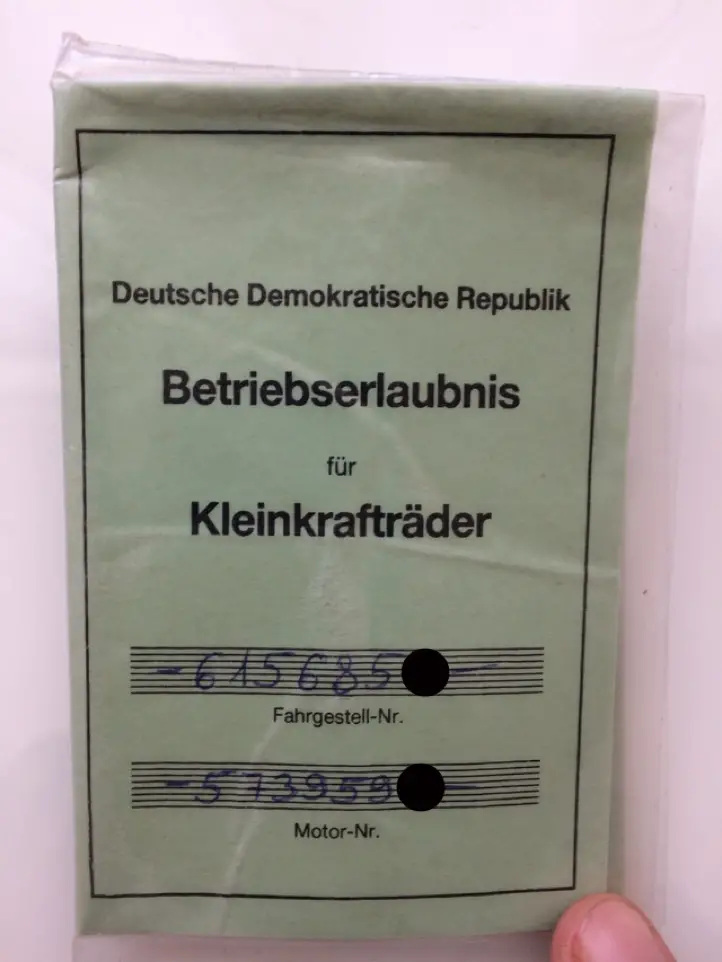 Deutsche Demokratische Republik
Betriebserlaubnis
für
Kleinkrafträder
-615685
Fahrgestell-Nr.
-573959
Motor-Nr.